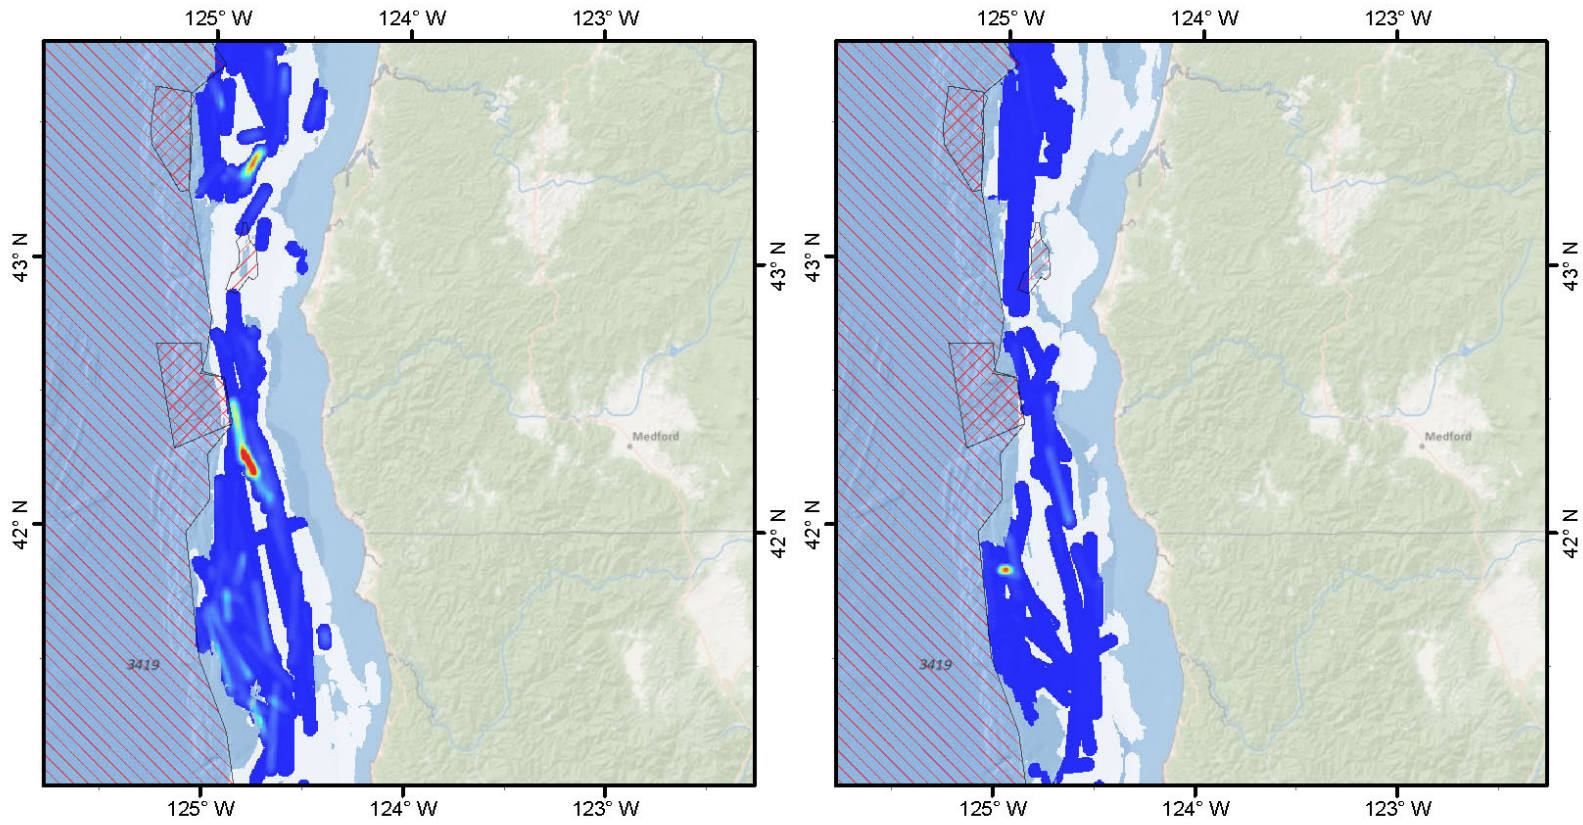 125° W 124° W 123° W 125° W 124° W 123° W
43° N 43° N 43° N 43° N
Medford Medford
42° N 42° N 42° N 42° N
3419 3419
125° W 124° W 123° W 125° W 124° W 123° W